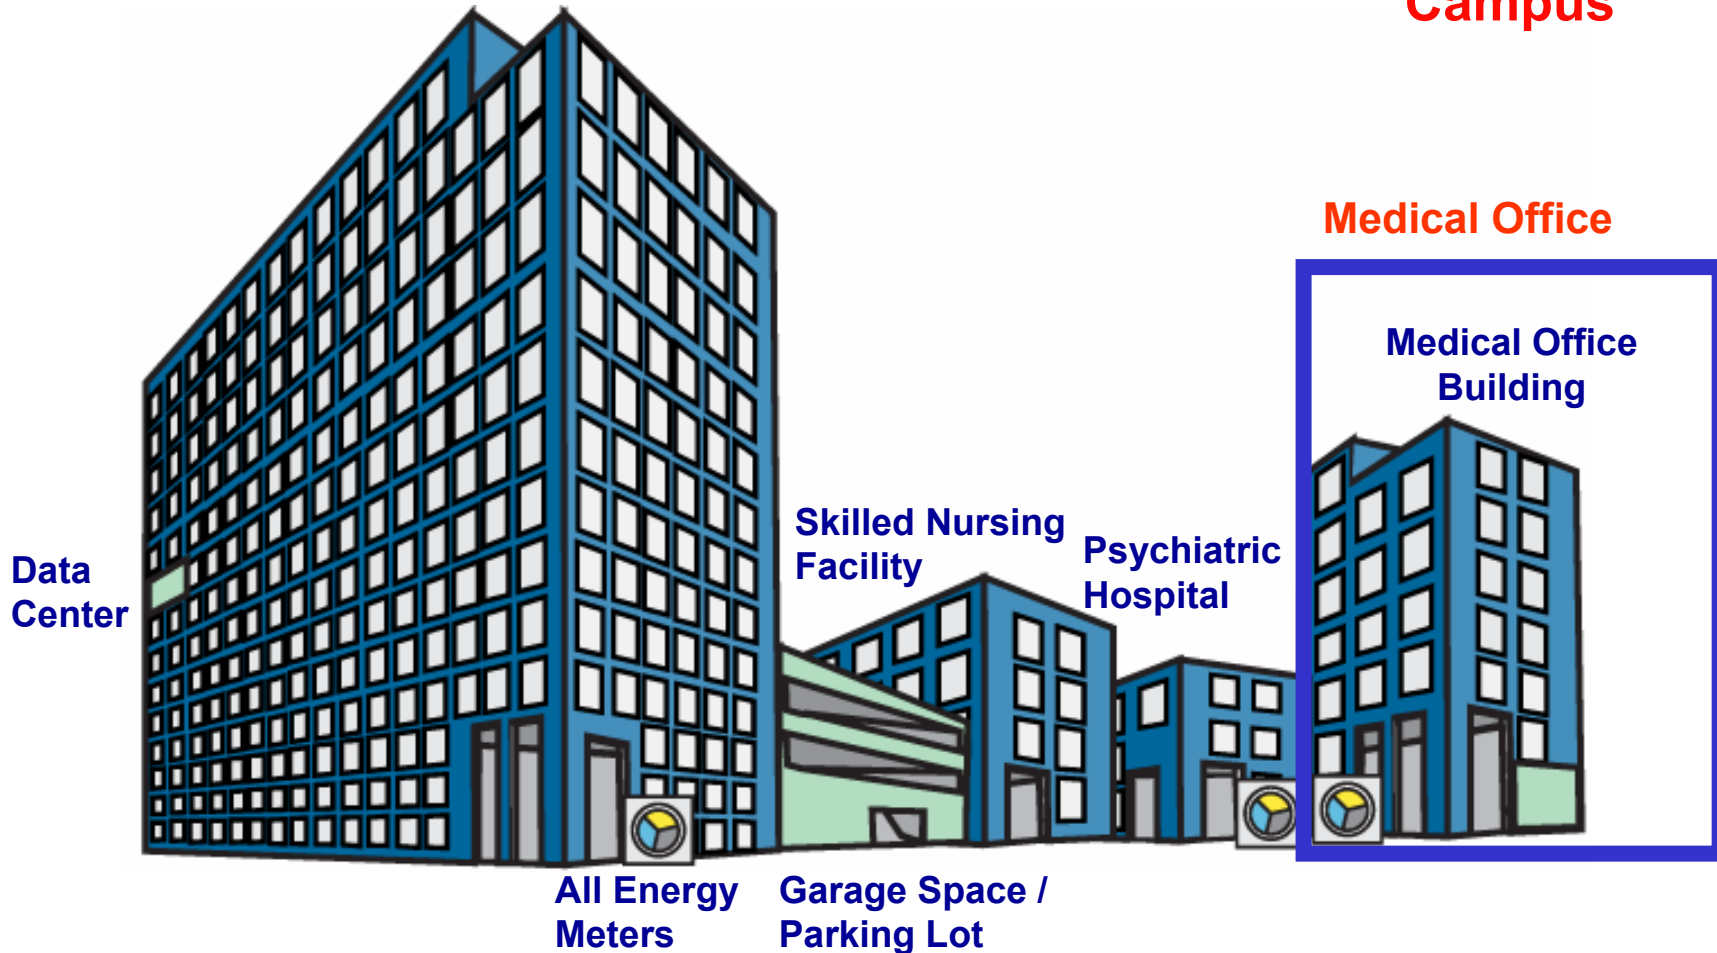 Campus
Medical Office
Medical Office
Building
Skilled Nursing
Facility
Psychiatric
Hospital
Data
Center
All Energy
Meters
Garage Space /
Parking Lot